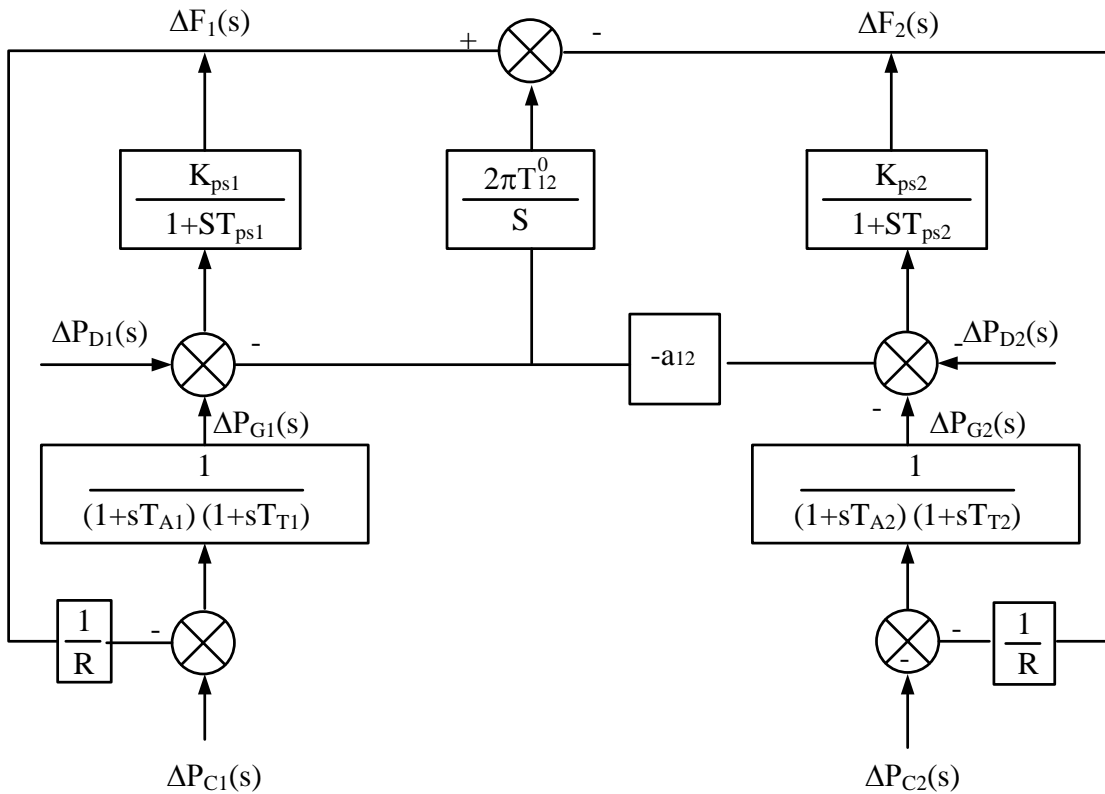 ΔF₁(s)
+
-
ΔF₂(s)
Kps1
1+STps1
2πT⁰₁₂
S
Kps2
1+STps2
ΔPD1(s)
-
-a12
-
ΔPD2(s)
ΔPG1(s)
-
ΔPG2(s)
1
(1+sTA1) (1+sTT1)
1
(1+sTA2) (1+sTT2)
1
R
-
-
-
1
R
ΔPC1(s)
ΔPC2(s)